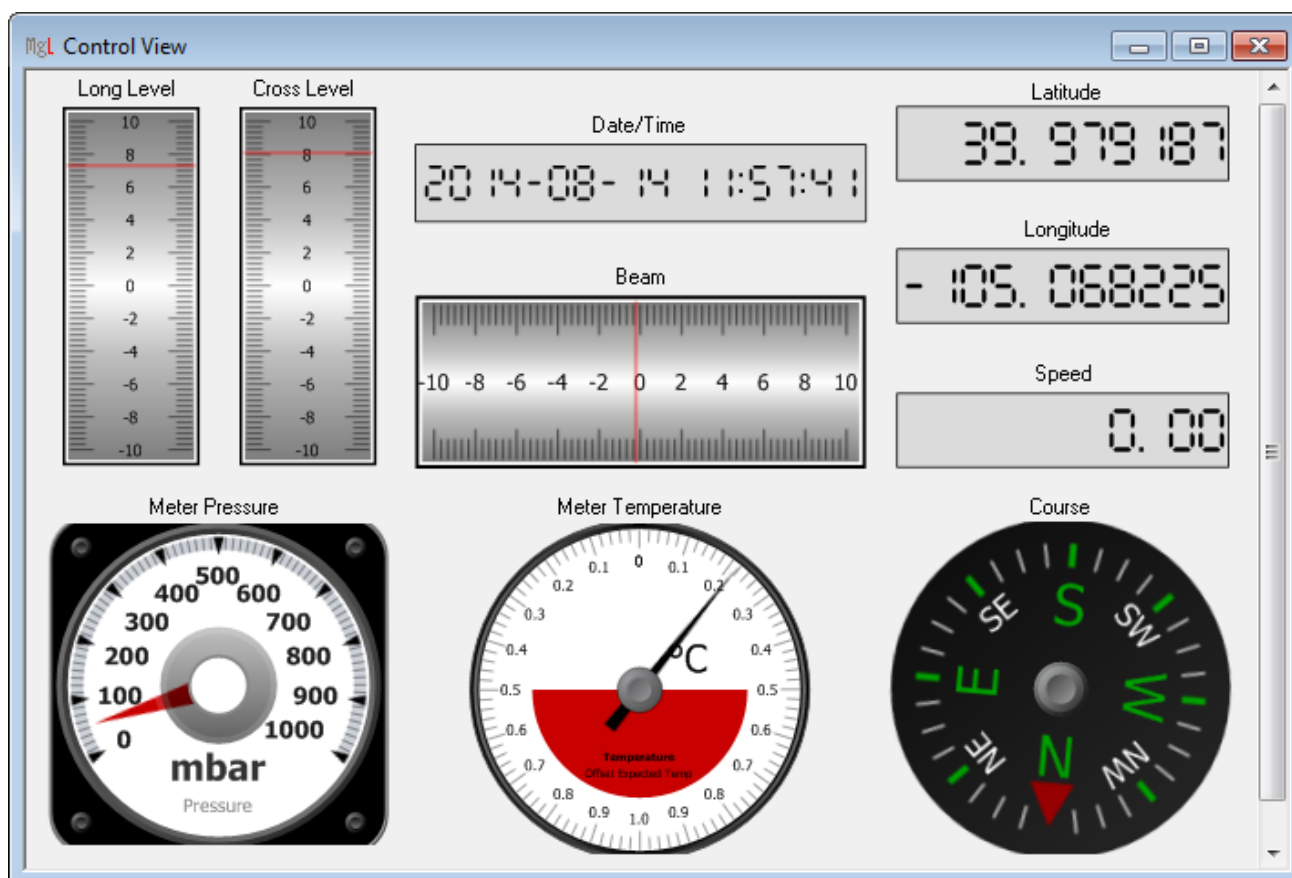 MgL Control View
Long Level
10
8
6
4
2
0
-2
-4
-6
-8
-10
Cross Level
10
8
6
4
2
0
-2
-4
-6
-8
-10
Date/Time
2014-08-14 11:57:41
Beam
-10 -8 -6 -4 -2 0 2 4 6 8 10
Latitude
39.979187
Longitude
-105.068225
Speed
0.00
Meter Pressure
500
400 600
300 700
200 800
100 900
0 1000
mbar
Pressure
Meter Temperature
0.1 0 0.1
0.2 0.2
0.3 0.3
0.4 °C 0.4
0.5 0.5
0.6 0.6
Temperature
0.7 0.7
Offset Expected Temp
0.8 0.8
0.9 1.0 0.9
Course
S
SE SW
E W
NE NW
N